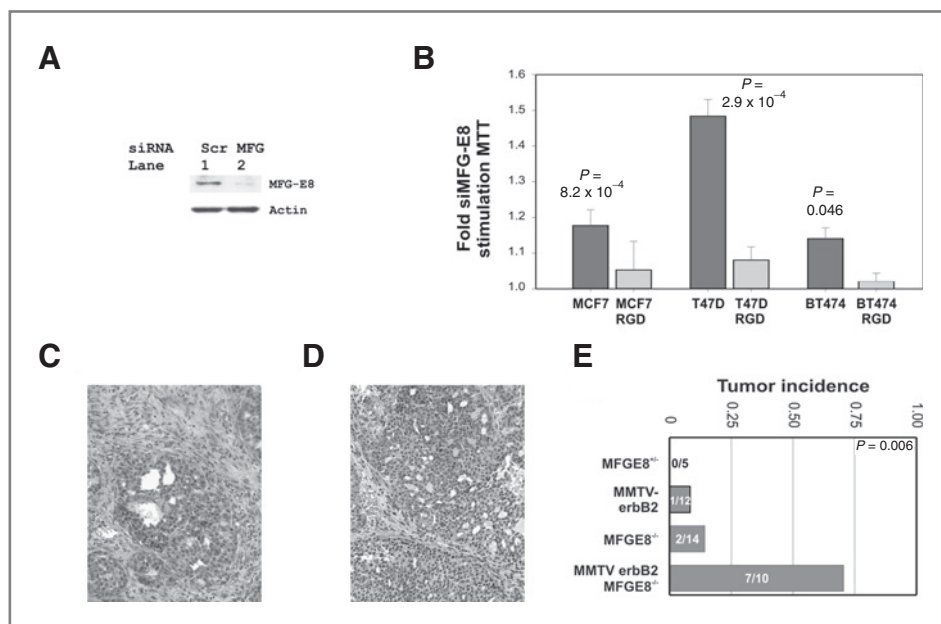 A
siRNA Scr MFG
Lane 1 2
MFG-E8
Actin
B
Fold siMFG-E8
stimulation MTT
1.6
1.5
1.4
1.3
1.2
1.1
1.0
P =
8.2 x 10⁻⁴
P =
2.9 x 10⁻⁴
P =
0.046
MCF7
MCF7
RGD
T47D
T47D
RGD
BT474
BT474
RGD
C
D
E
Tumor incidence
0
0.25
0.50
0.75
1.00
P = 0.006
MFGE8⁺/⁻
0/5
MMTV-
erbB2
1/12
MFGE8⁻/⁻
2/14
MMTV erbB2
MFGE8⁻/⁻
7/10